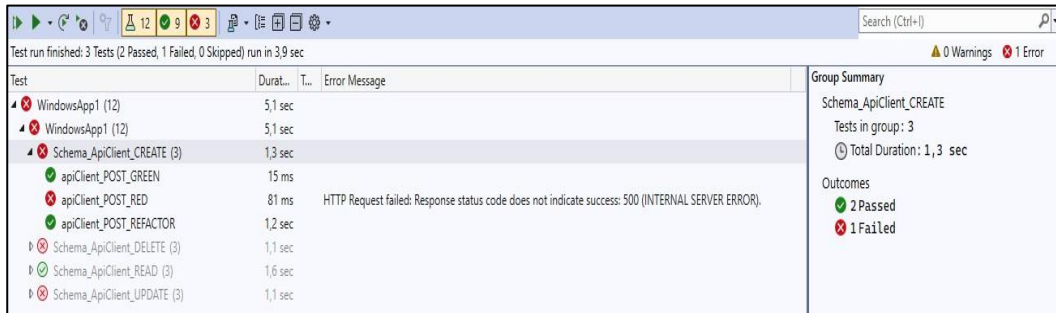 12 9 3
Search (Ctrl+I)
Test run finished: 3 Tests (2 Passed, 1 Failed, 0 Skipped) run in 3,9 sec
0 Warnings 1 Error
Test Durat... T... Error Message
WindowsApp1 (12) 5,1 sec
WindowsApp1 (12) 5,1 sec
Schema_ApiClient_CREATE (3) 1,3 sec
apiClient_POST_GREEN 15 ms
apiClient_POST_RED 81 ms HTTP Request failed: Response status code does not indicate success: 500 (INTERNAL SERVER ERROR).
apiClient_POST_REFACTOR 1,2 sec
Schema_ApiClient_DELETE (3) 1,1 sec
Schema_ApiClient_READ (3) 1,6 sec
Schema_ApiClient_UPDATE (3) 1,1 sec
Group Summary
Schema_ApiClient_CREATE
Tests in group: 3
Total Duration: 1,3 sec
Outcomes
2 Passed
1 Failed